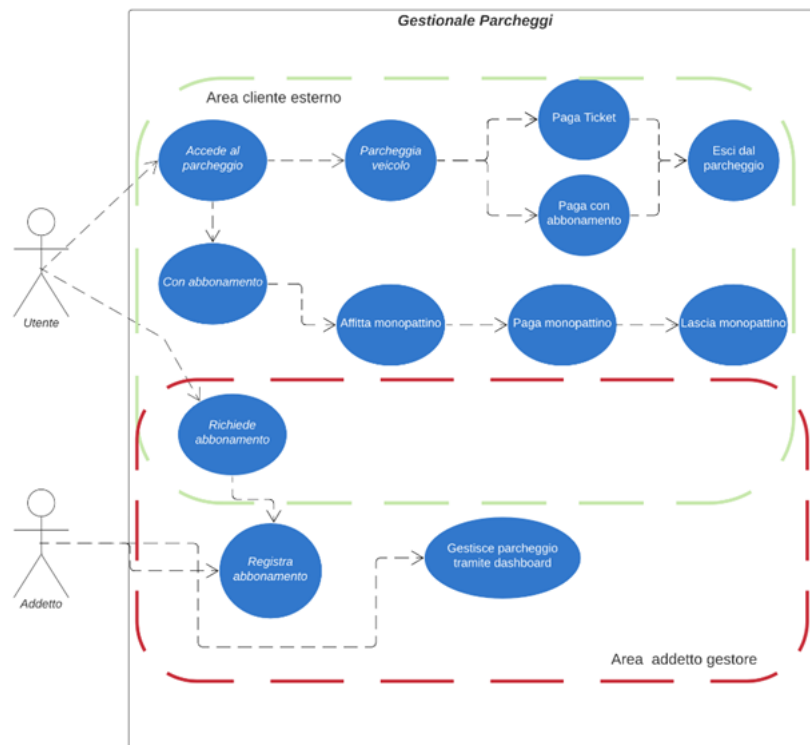 Gestionale Parcheggi
Area cliente esterno
Accede al
parcheggio
Parcheggia
veicolo
Paga Ticket
Paga con
abbonamento
Esci dal
parcheggio
Utente
Con abbonamento
Affitta monopattino
Paga monopattino
Lascia monopattino
Richiede
abbonamento
Addetto
Registra
abbonamento
Gestisce parcheggio
tramite dashboard
Area addetto gestore